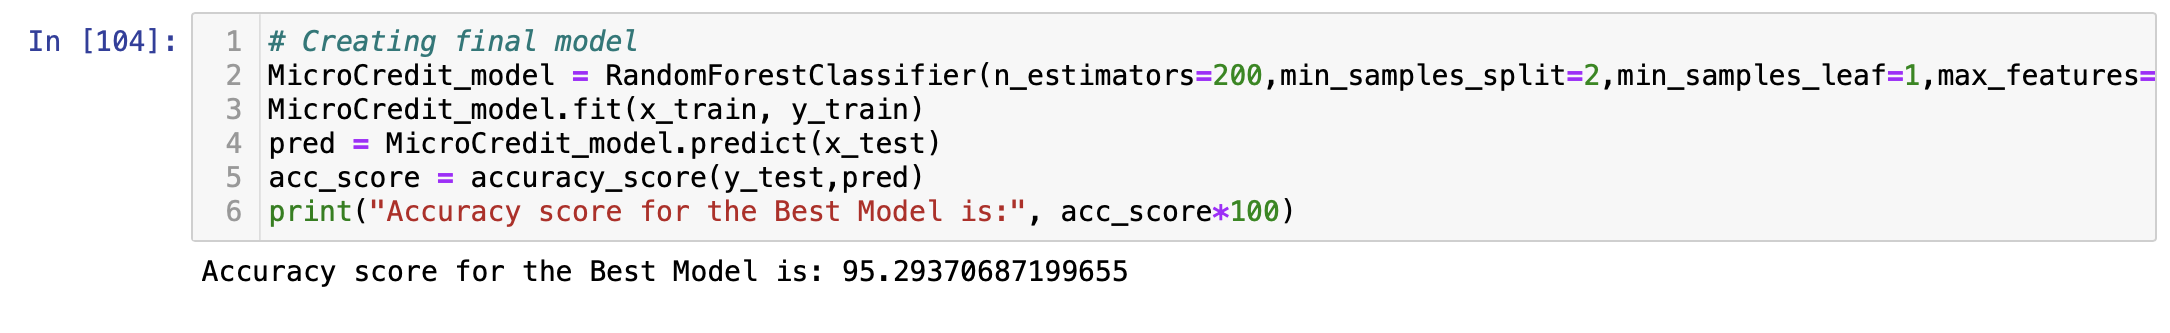 In [104]:
1 # Creating final model
2 MicroCredit_model = RandomForestClassifier(n_estimators=200,min_samples_split=2,min_samples_leaf=1,max_features=
3 MicroCredit_model.fit(x_train, y_train)
4 pred = MicroCredit_model.predict(x_test)
5 acc_score = accuracy_score(y_test,pred)
6 print("Accuracy score for the Best Model is:", acc_score*100)
Accuracy score for the Best Model is: 95.29370687199655